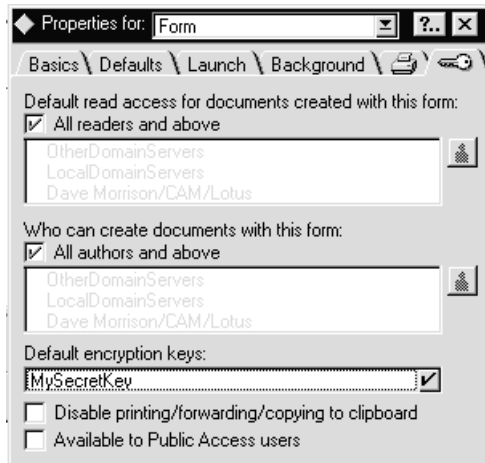 Properties for: Form ?..
Basics Defaults Launch Background
Default read access for documents created with this form:
All readers and above
OtherDomainServers
LocalDomainServers
Dave Morrison/CAM/Lotus
Who can create documents with this form:
All authors and above
OtherDomainServers
LocalDomainServers
Dave Morrison/CAM/Lotus
Default encryption keys:
MySecretKey
Disable printing/forwarding/copying to clipboard
Available to Public Access users